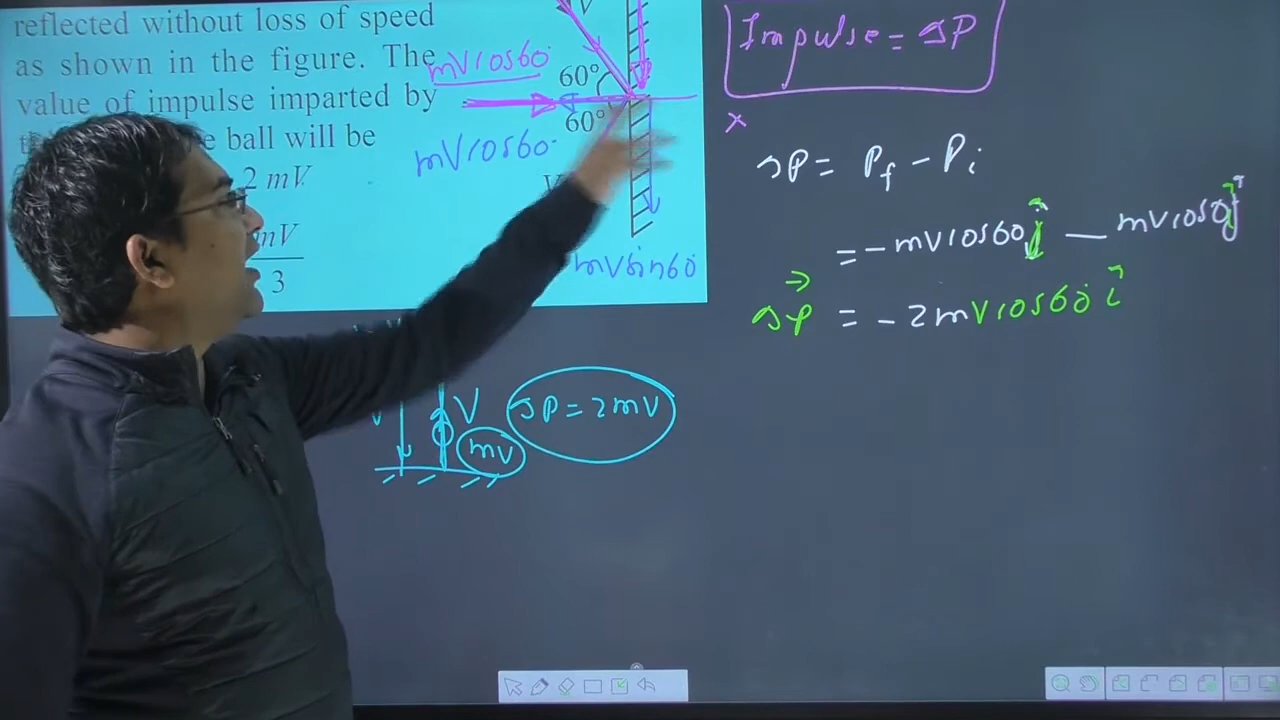 reflected without loss of speed
as shown in the figure. The
value of impulse imparted by
ball will be
2 mV
mV
3
V
60°
60°
mVcos60
mVcos60
mVsin60
V
mV
ΔP = 2mV
Impulse = ΔP
x
ΔP = Pf - Pi
= - mVcos60 î — mVcos60 î
ΔP = - 2mVcos60 î